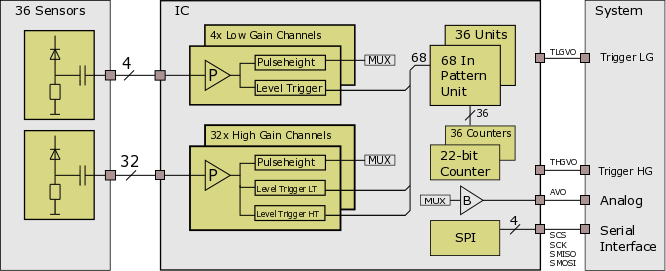 36 Sensors
IC
System
4x Low Gain Channels
36 Units
Pulseheight
MUX
TLGVO
4
68
68 In
Pattern
Unit
Trigger LG
P
Level Trigger
36
32x High Gain Channels
36 Counters
32
Pulseheight
MUX
22-bit
Counter
THGVO
Trigger HG
P
Level Trigger LT
AVO
MUX
B
Analog
Level Trigger HT
4
SPI
SCS
SCK
SMISO
SMOSI
Serial
Interface